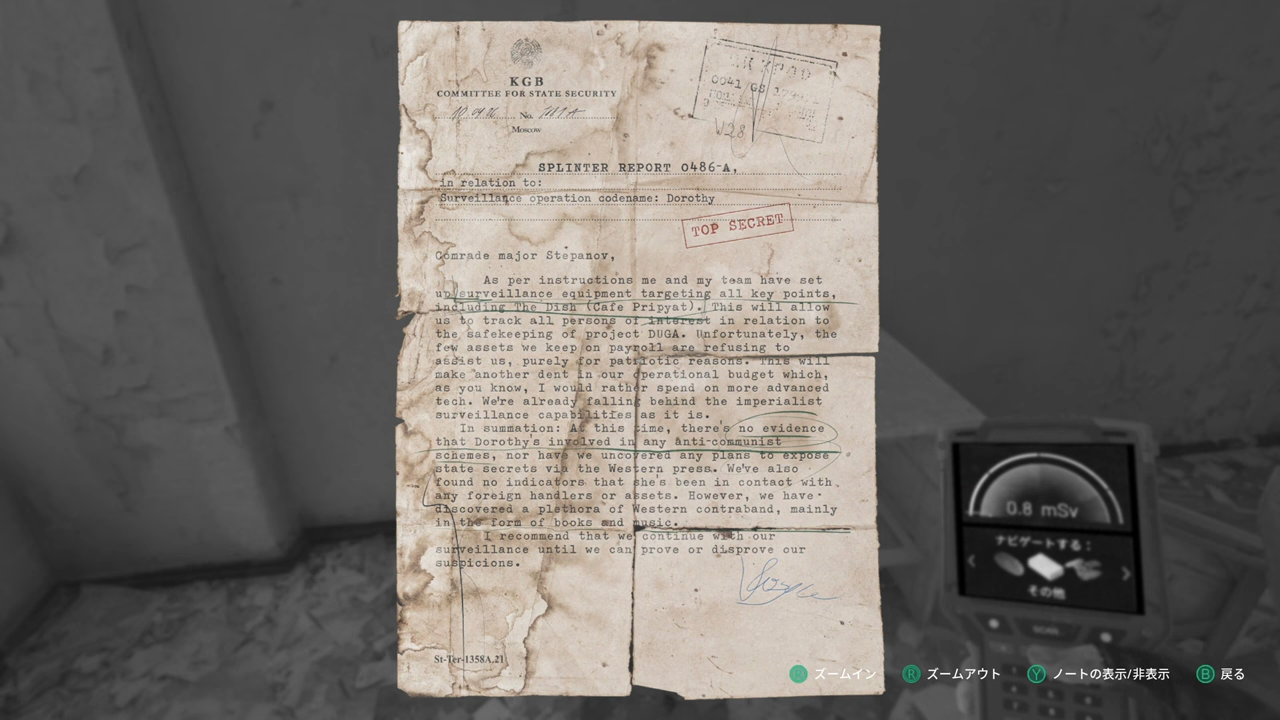 KGB
COMMITTEE FOR STATE SECURITY
No.
Moscow
0041
W28
SPLINTER REPORT 0486-A,
in relation to:
Surveillance operation codename: Dorothy
TOP SECRET
Comrade major Stepanov,
As per instructions me and my team have set
up surveillance equipment targeting all key points,
including The Dish (Cafe Pripyat). This will allow
us to track all persons of interest in relation to
the safekeeping of project DUGA. Unfortunately, the
few assets we keep on payroll are refusing to
assist us, purely for patriotic reasons. This will
make another dent in our operational budget which,
as you know, I would rather spend on more advanced
tech. We're already falling behind the imperialist
surveillance capabilities as it is.
In summation: At this time, there's no evidence
that Dorothy's involved in any anti-communist
schemes, nor have we uncovered any plans to expose
state secrets via the Western press. We've also
found no indicators that she's been in contact with
any foreign handlers or assets. However, we have
discovered a plethora of Western contraband, mainly
in the form of books and music.
I recommend that we continue with our
surveillance until we can prove or disprove our
suspicions.
St-Ter-1358A.21
0.8 mSv
ナビゲートする:
その他
ズームイン
R ズームアウト
Y ノートの表示/非表示
B 戻る